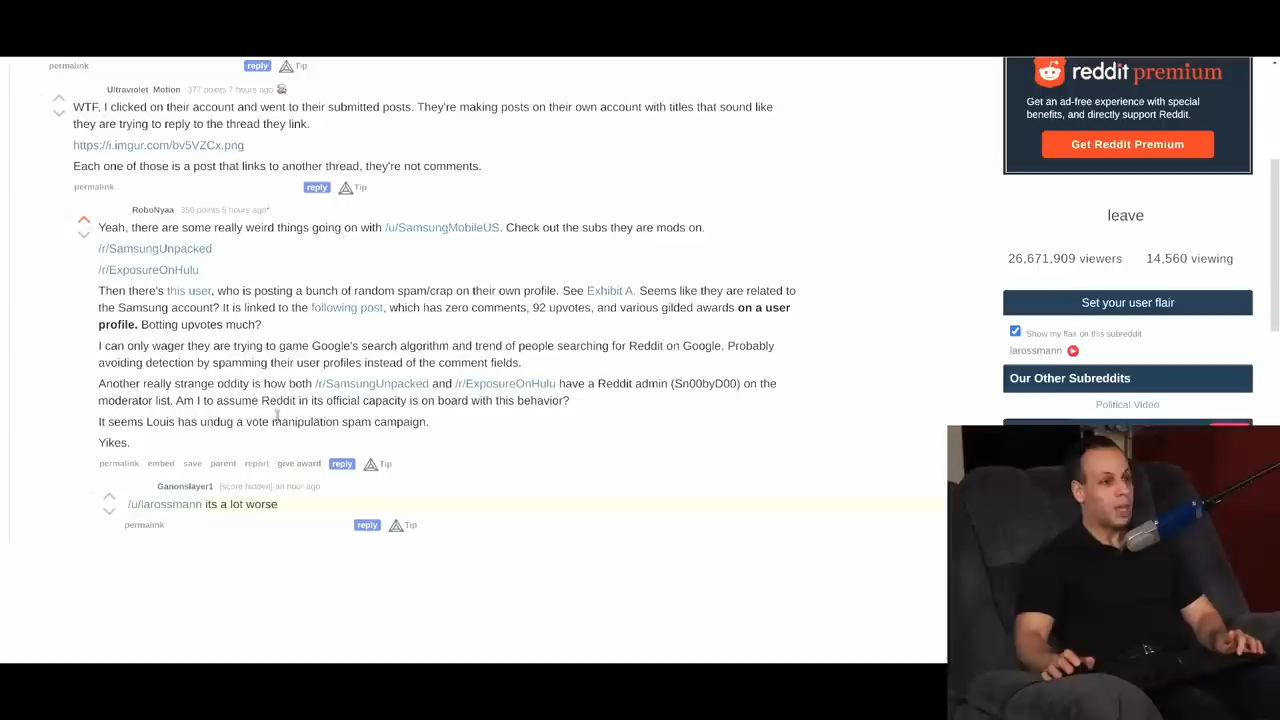 permalink reply Tip
Ultraviolet_Motion 377 points 7 hours ago
WTF, I clicked on their account and went to their submitted posts. They're making posts on their own account with titles that sound like
they are trying to reply to the thread they link.
https://i.imgur.com/bv5VZCx.png
Each one of those is a post that links to another thread, they're not comments.
permalink reply Tip
RoboNyaa 350 points 5 hours ago*
Yeah, there are some really weird things going on with /u/SamsungMobileUS. Check out the subs they are mods on.
/r/SamsungUnpacked
/r/ExposureOnHulu
Then there's this user, who is posting a bunch of random spam/crap on their own profile. See Exhibit A. Seems like they are related to
the Samsung account? It is linked to the following post, which has zero comments, 92 upvotes, and various gilded awards on a user
profile. Botting upvotes much?
I can only wager they are trying to game Google's search algorithm and trend of people searching for Reddit on Google. Probably
avoiding detection by spamming their user profiles instead of the comment fields.
Another really strange oddity is how both /r/SamsungUnpacked and /r/ExposureOnHulu have a Reddit admin (Sn00byD00) on the
moderator list. Am I to assume Reddit in its official capacity is on board with this behavior?
It seems Louis has undug a vote manipulation spam campaign.
Yikes.
permalink embed save parent report give award reply Tip
Ganonslayer1 [score hidden] an hour ago
/u/larossmann its a lot worse
permalink reply Tip
reddit premium
Get an ad-free experience with special
benefits, and directly support Reddit.
Get Reddit Premium
leave
26,671,909 viewers 14,560 viewing
Set your user flair
Show my flair on this subreddit
larossmann
Our Other Subreddits
Political Video